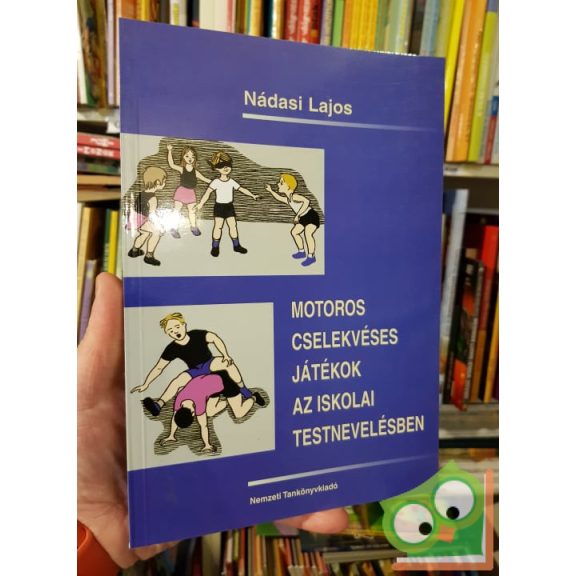 Nádasi Lajos
MOTOROS
CSELEKVÉSES
JÁTÉKOK
AZ ISKOLAI
TESTNEVELÉSBEN
Nemzeti Tankönyvkiadó